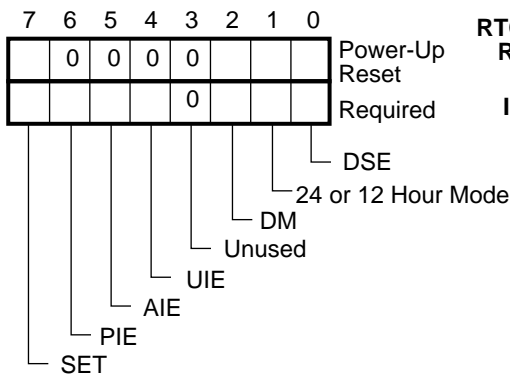 7 6 5 4 3 2 1 0
0 0 0 0 Power-Up
Reset
0 Required
RT
R
I
DSE
24 or 12 Hour Mode
DM
Unused
UIE
AIE
PIE
SET